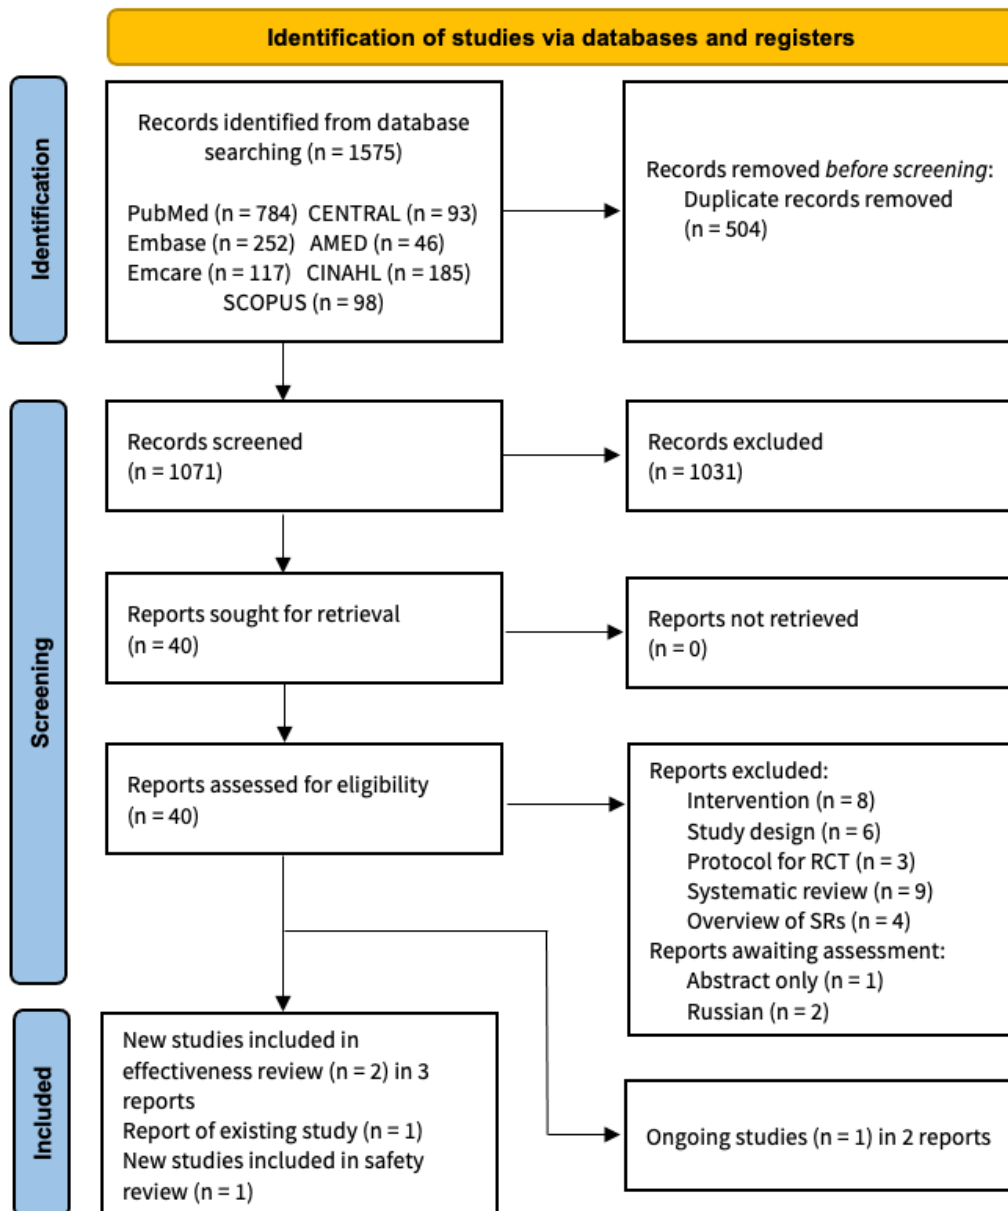 Identification of studies via databases and registers
Identification
Records identified from database
searching (n = 1575)
PubMed (n = 784) CENTRAL (n = 93)
Embase (n = 252) AMED (n = 46)
Emcare (n = 117) CINAHL (n = 185)
SCOPUS (n = 98)
Records removed before screening:
Duplicate records removed
(n = 504)
Screening
Records screened
(n = 1071)
Records excluded
(n = 1031)
Reports sought for retrieval
(n = 40)
Reports not retrieved
(n = 0)
Reports assessed for eligibility
(n = 40)
Reports excluded:
Intervention (n = 8)
Study design (n = 6)
Protocol for RCT (n = 3)
Systematic review (n = 9)
Overview of SRs (n = 4)
Reports awaiting assessment:
Abstract only (n = 1)
Russian (n = 2)
Included
New studies included in
effectiveness review (n = 2) in 3
reports
Report of existing study (n = 1)
New studies included in safety
review (n = 1)
Ongoing studies (n = 1) in 2 reports